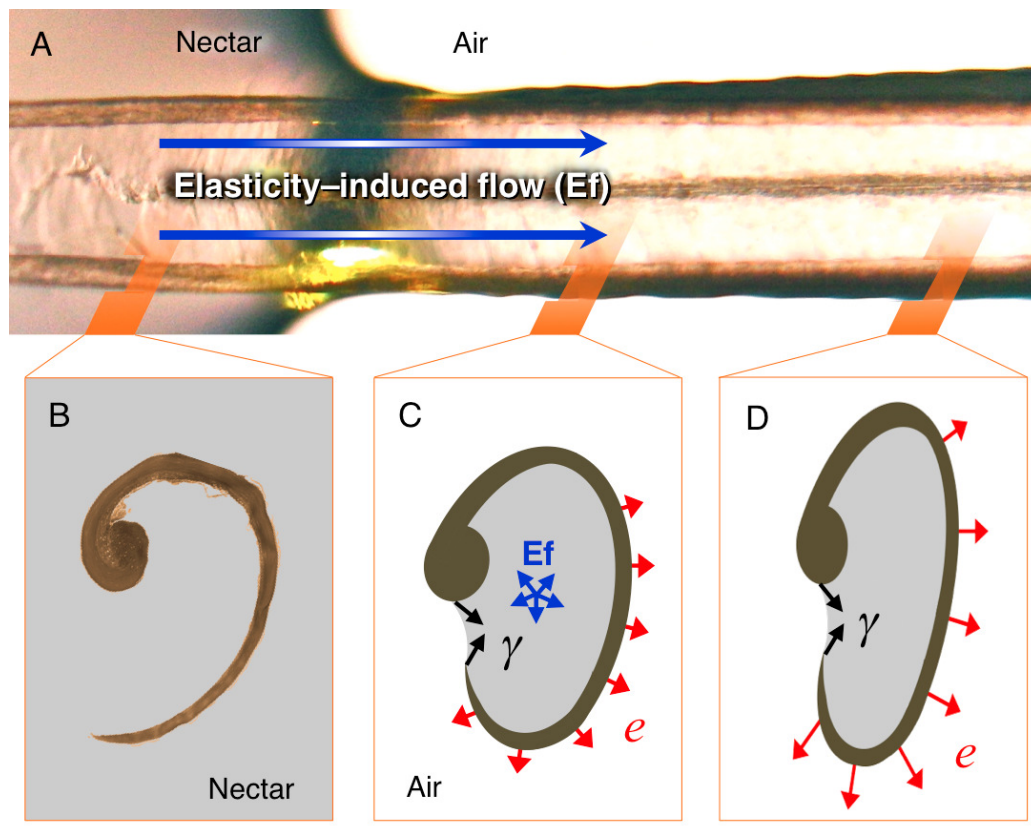 A
Nectar
Air
Elasticity–induced flow (Ef)
B
Nectar
C
Ef
γ
e
Air
D
γ
e